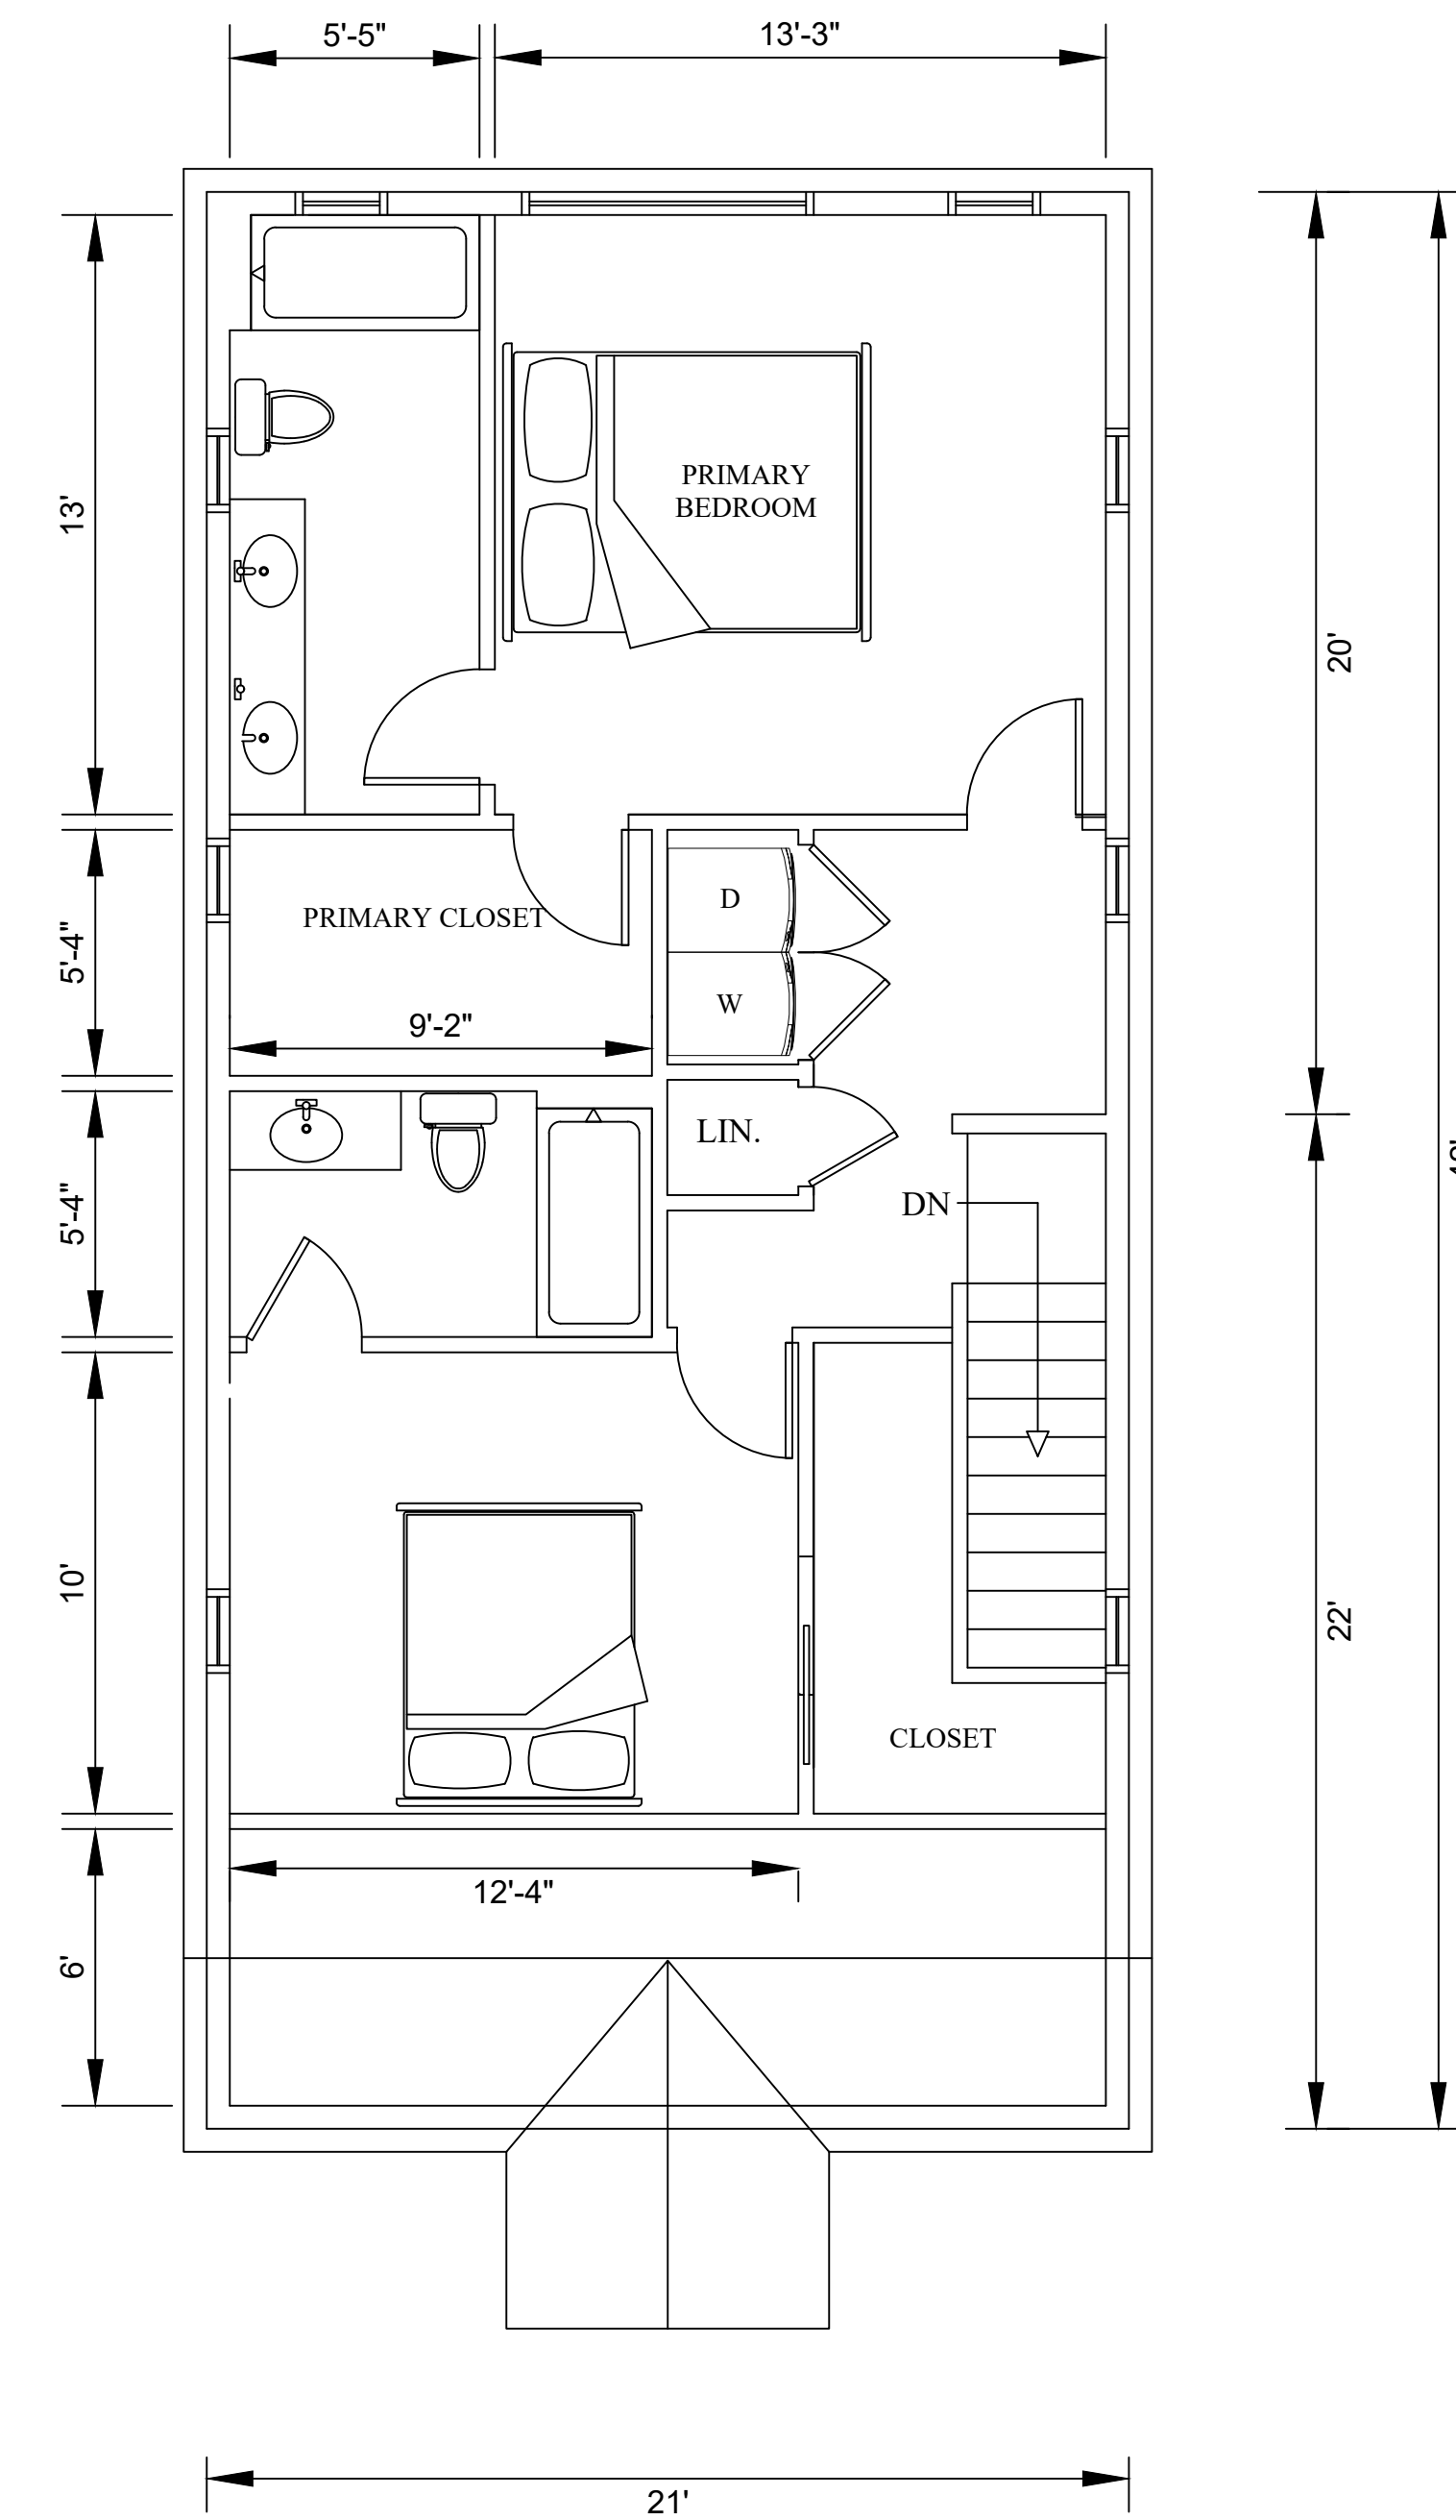 5'-5"
13'-3"
13'
PRIMARY
BEDROOM
20'
D
PRIMARY CLOSET
5'-4"
W
9'-2"
LIN.
5'-4"
DN
10'
22'
CLOSET
12'-4"
6'
21'